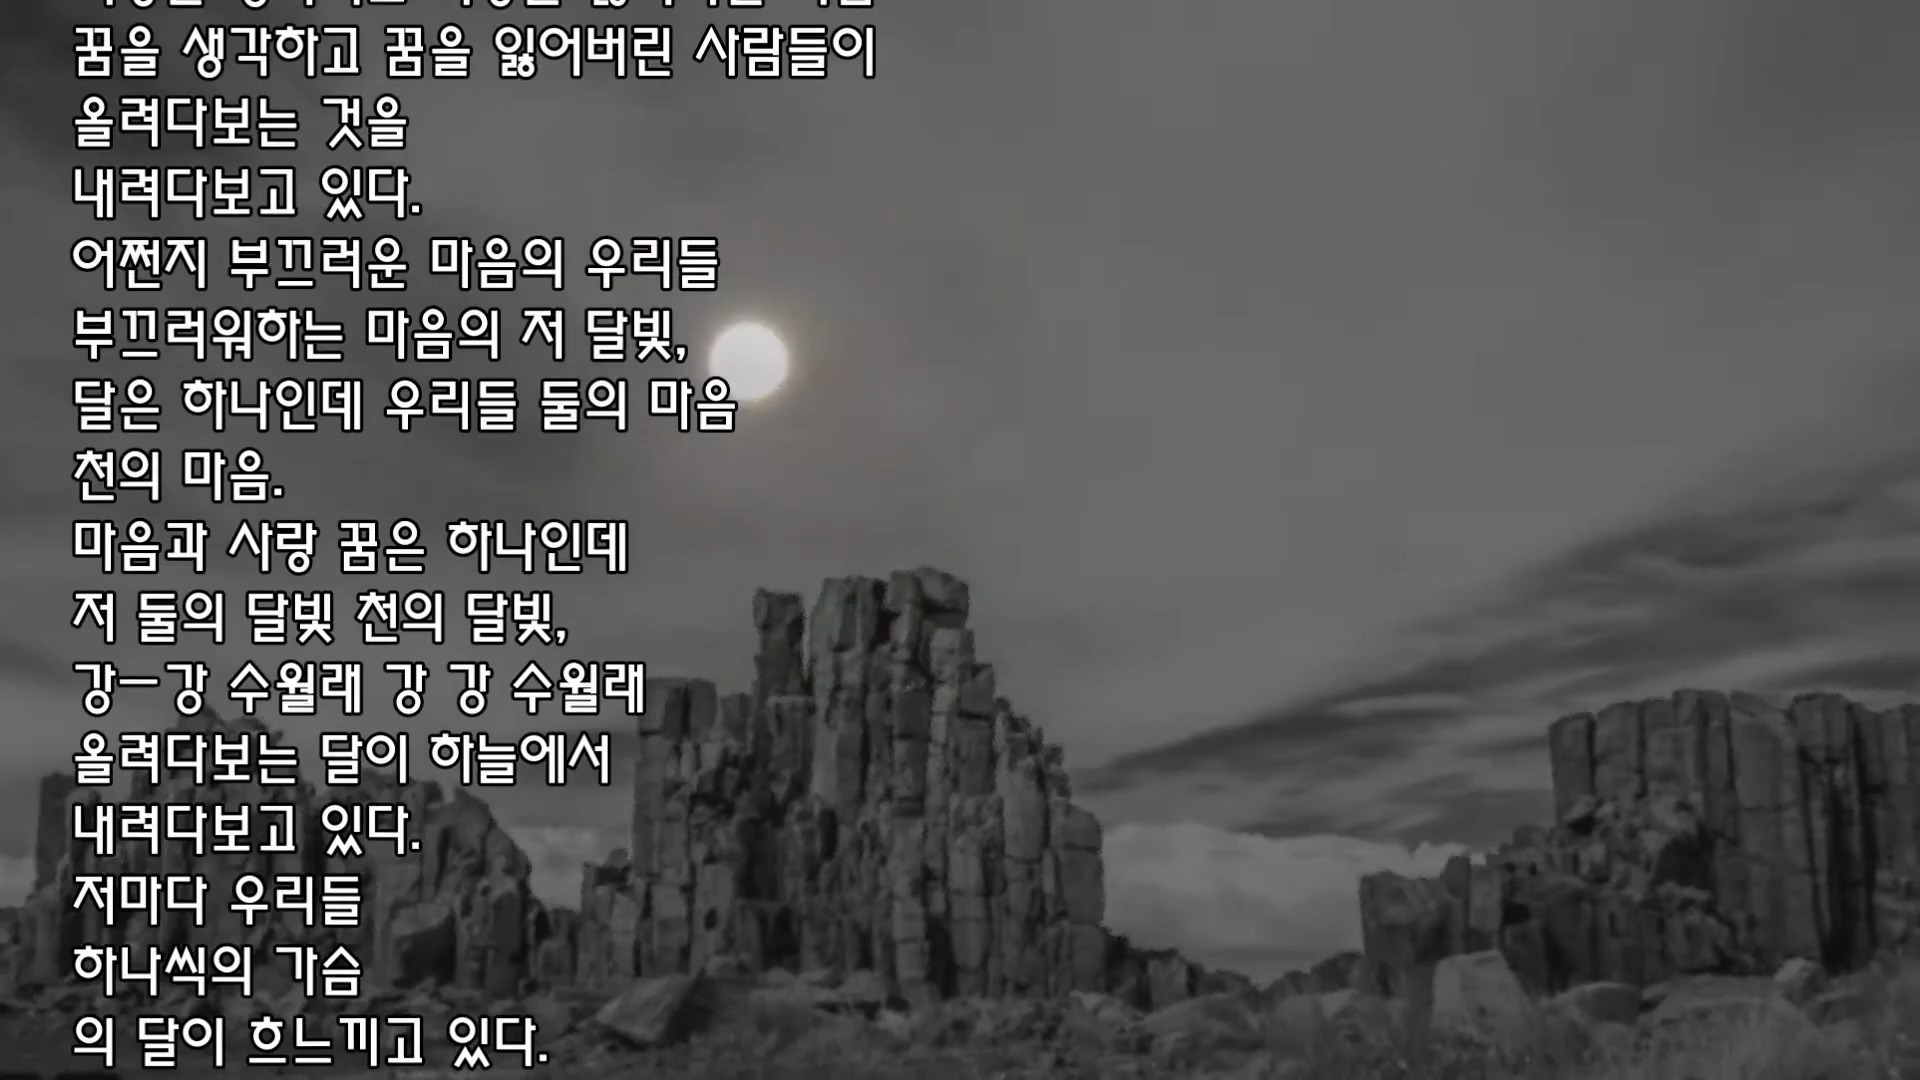 꿈을 생각하고 꿈을 잃어버린 사람들이
올려다보는 것을
내려다보고 있다.
어쩐지 부끄러운 마음의 우리들
부끄러워하는 마음의 저 달빛,
달은 하나인데 우리들 둘의 마음
천의 마음.
마음과 사랑 꿈은 하나인데
저 둘의 달빛 천의 달빛,
강—강 수월래 강 강 수월래
올려다보는 달이 하늘에서
내려다보고 있다.
저마다 우리들
하나씩의 가슴
의 달이 흐느끼고 있다.